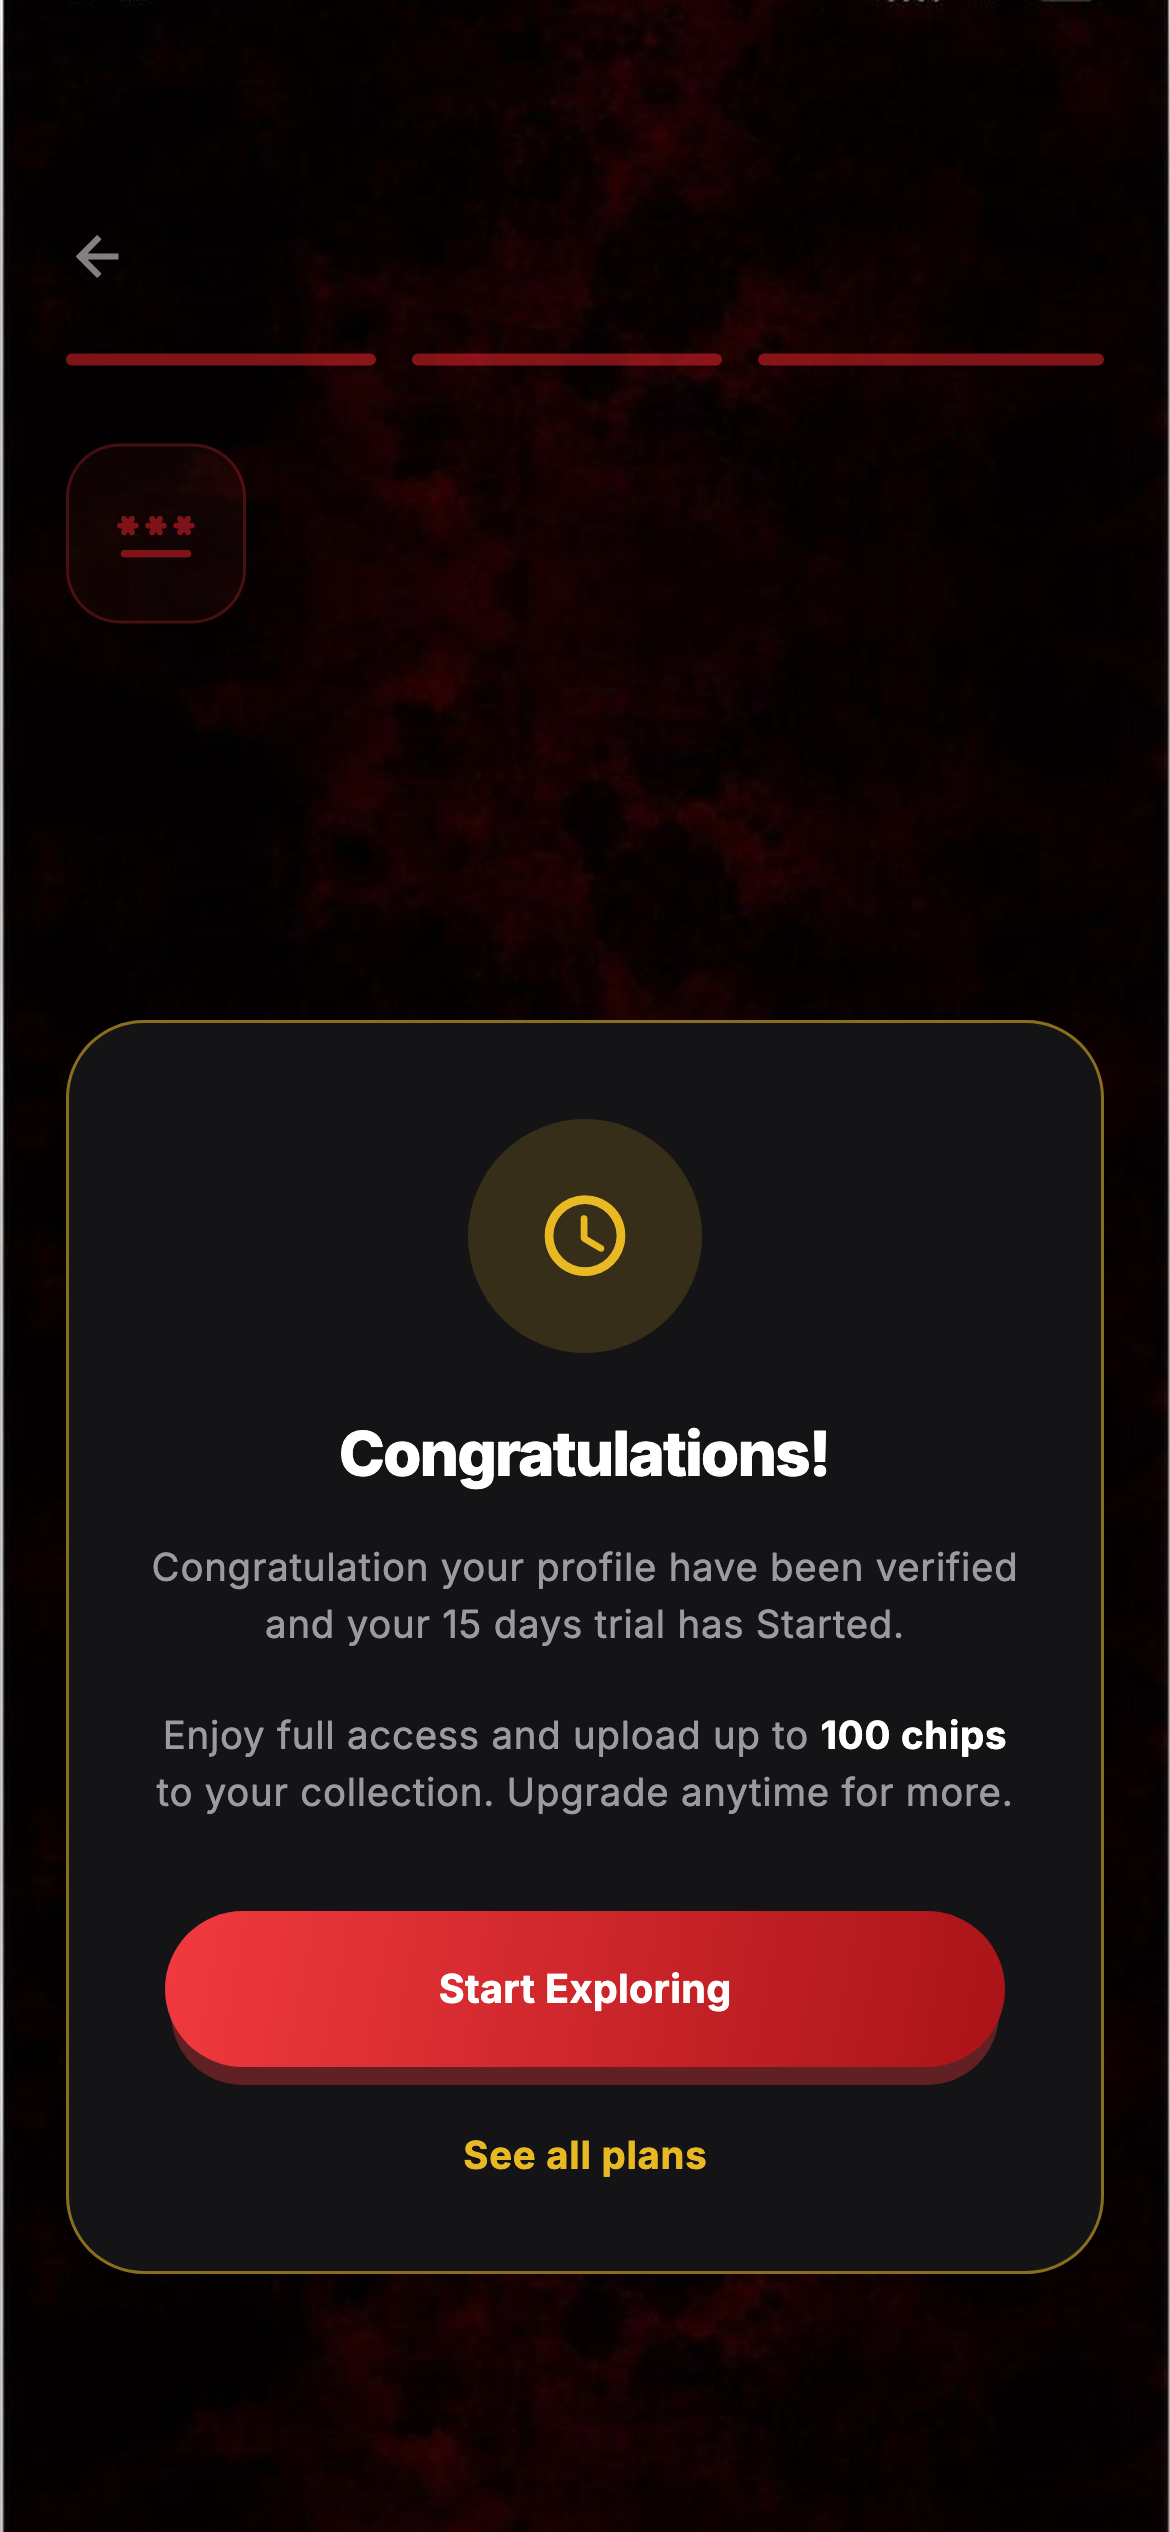 ***
Congratulations!
Congratulation your profile have been verified
and your 15 days trial has Started.
Enjoy full access and upload up to 100 chips
to your collection. Upgrade anytime for more.
Start Exploring
See all plans